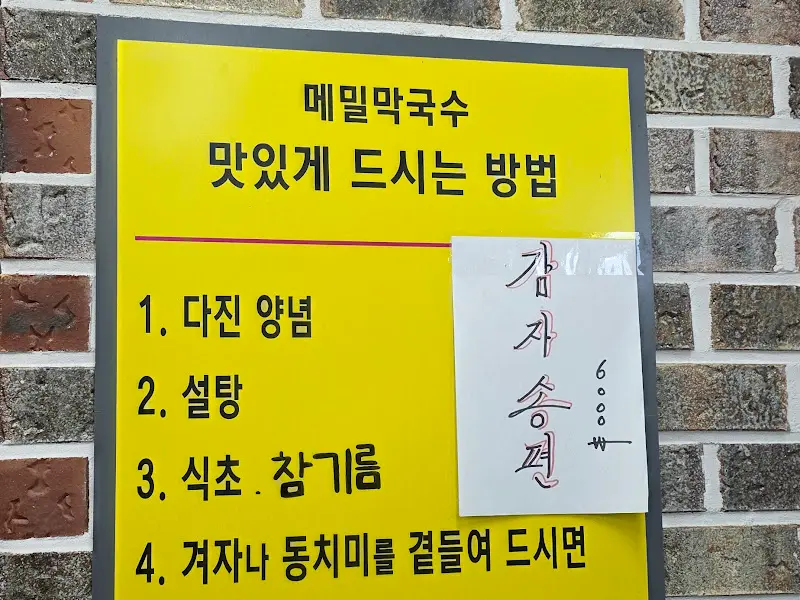 메밀막국수
맛있게 드시는 방법
1. 다진 양념
2. 설탕
3. 식초 . 참기름
4. 겨자나 동치미를 곁들여 드시면
감자송편
6000₩